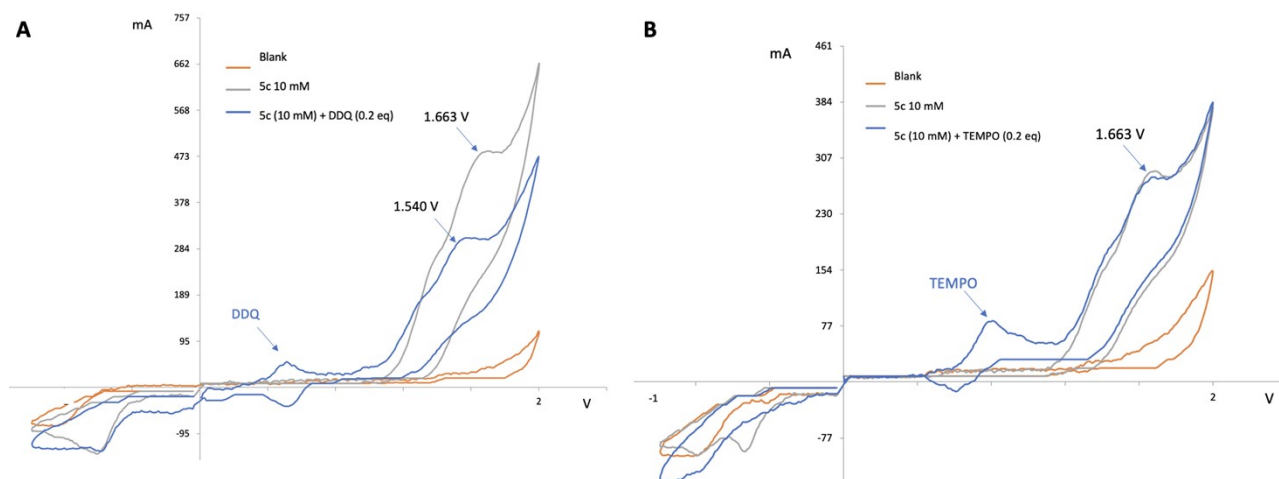 A
mA
757
662
568
473
378
284
189
95
-95
Blank
5c 10 mM
5c (10 mM) + DDQ (0.2 eq)
1.663 V
1.540 V
DDQ
2
V
B
mA
461
384
307
230
154
77
-77
Blank
5c 10 mM
5c (10 mM) + TEMPO (0.2 eq)
1.663 V
TEMPO
-1
2
V